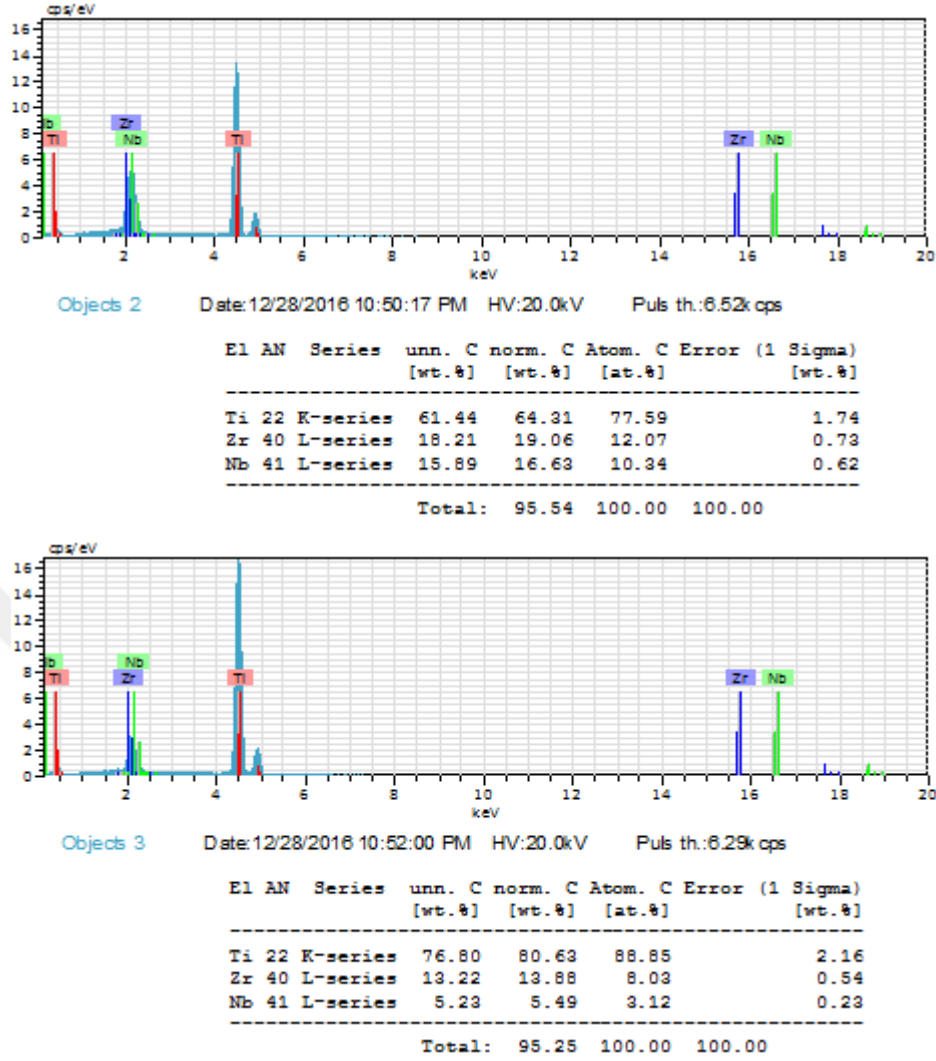 cps/eV
16
14
12
10
8
6
4
2
0
Zr
Ti Nb Ti Zr Nb
2 4 6 8 10 12 14 16 18 20
keV
Objects 2 Date:12/28/2016 10:50:17 PM HV:20.0kV Puls th.:6.52kcps
El AN Series unn. C norm. C Atom. C Error (1 Sigma)
[wt.%] [wt.%] [at.%] [wt.%]
Ti 22 K-series 61.44 64.31 77.59 1.74
Zr 40 L-series 18.21 19.06 12.07 0.73
Nb 41 L-series 15.89 16.63 10.34 0.62
Total: 95.54 100.00 100.00
cps/eV
16
14
12
10
8
6
4
2
0
Nb
Ti Zr Ti Zr Nb
2 4 6 8 10 12 14 16 18 20
keV
Objects 3 Date:12/28/2016 10:52:00 PM HV:20.0kV Puls th.:6.29kcps
El AN Series unn. C norm. C Atom. C Error (1 Sigma)
[wt.%] [wt.%] [at.%] [wt.%]
Ti 22 K-series 76.80 80.63 88.85 2.16
Zr 40 L-series 13.22 13.88 8.03 0.54
Nb 41 L-series 5.23 5.49 3.12 0.23
Total: 95.25 100.00 100.00